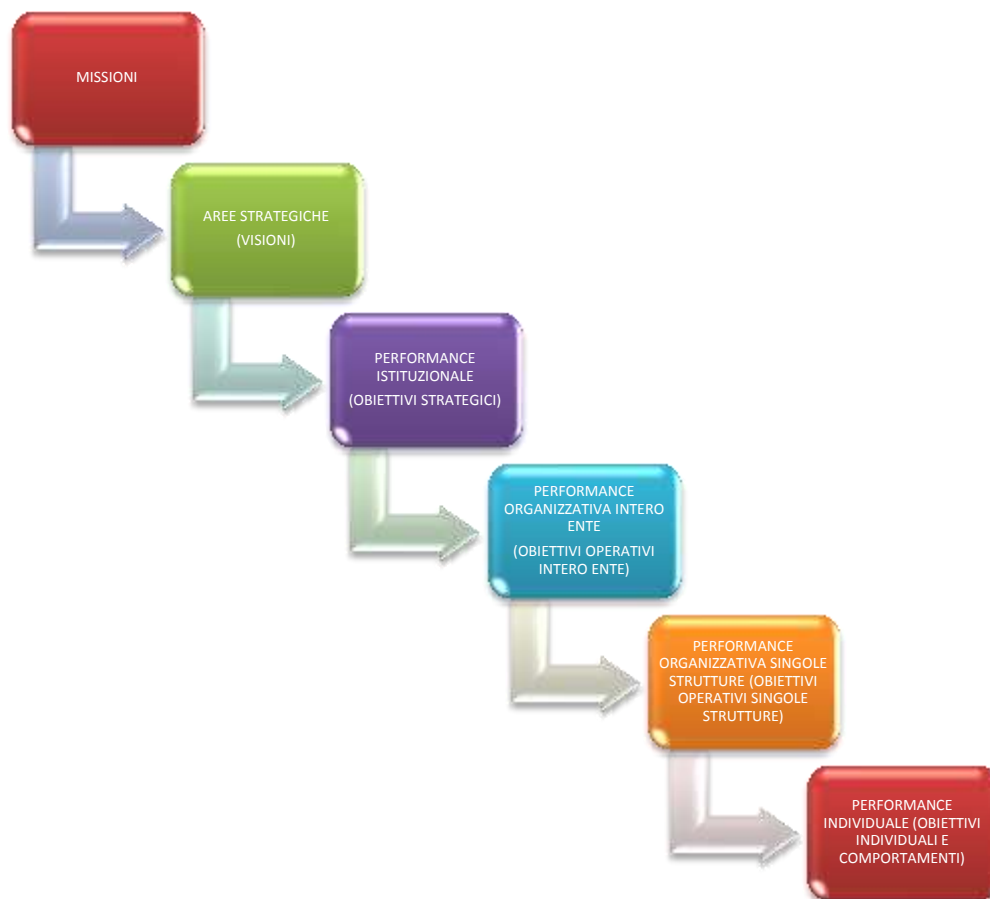 MISSIONI
AREE STRATEGICHE
(VISIONI)
PERFORMANCE
ISTITUZIONALE
(OBIETTIVI STRATEGICI)
PERFORMANCE
ORGANIZZATIVA INTERO
ENTE
(OBIETTIVI OPERATIVI
INTERO ENTE)
PERFORMANCE
ORGANIZZATIVA SINGOLE
STRUTTURE (OBIETTIVI
OPERATIVI SINGOLE
STRUTTURE)
PERFORMANCE
INDIVIDUALE (OBIETTIVI
INDIVIDUALI E
COMPORTAMENTI)